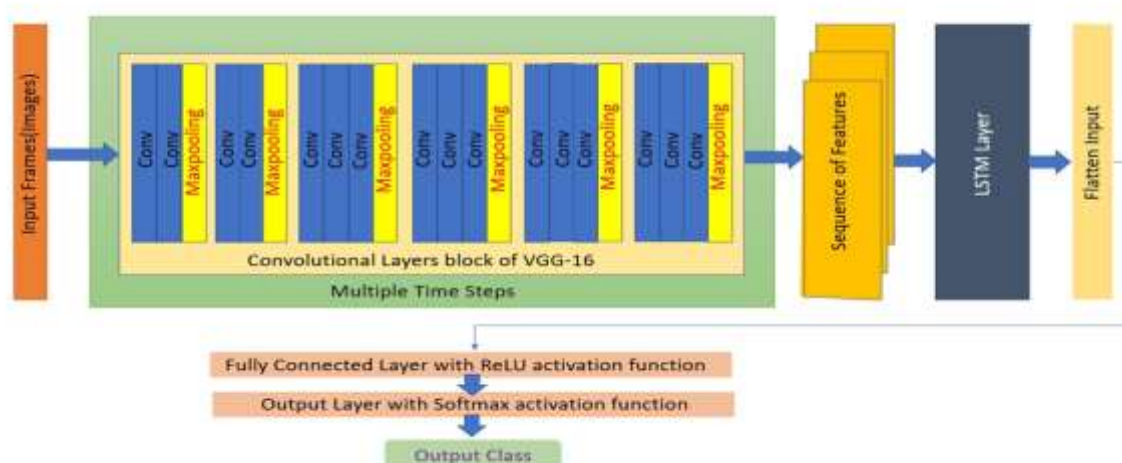 Input Frames(Images)
Conv
Conv
Maxpooling
Conv
Conv
Maxpooling
Conv
Conv
Conv
Maxpooling
Conv
Conv
Conv
Maxpooling
Conv
Conv
Conv
Maxpooling
Conv
Conv
Conv
Maxpooling
Convolutional Layers block of VGG-16
Multiple Time Steps
Sequence of Features
LSTM Layer
Flatten Input
Fully Connected Layer with ReLU activation function
Output Layer with Softmax activation function
Output Class